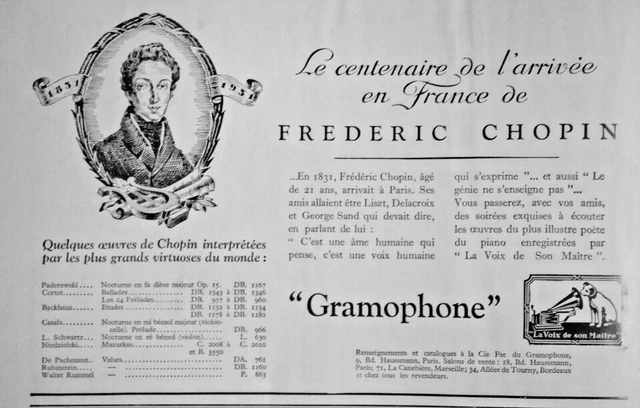 1831
1930
Le centenaire de l'arrivée
en France de
FREDERIC CHOPIN
...En 1831, Frédéric Chopin, âgé
de 21 ans, arrivait à Paris. Ses
amis allaient être Liszt, Delacroix
et George Sand qui devait dire,
en parlant de lui :
" C'est une âme humaine qui
pense, c'est une voix humaine
qui s'exprime "... et aussi " Le
génie ne s'enseigne pas "...
Vous passerez, avec vos amis,
des soirées exquises à écouter
les œuvres du plus illustre poète
du piano enregistrées par
" La Voix de Son Maître ".
Quelques œuvres de Chopin interprétées
par les plus grands virtuoses du monde :
Paderewski.... Nocturne en fa dièse majeur Op. 15. DB. 1167
Cortot........ Ballades........ DB. 1343 à DB. 1346
Les 24 Préludes.... DB. 957 à DB. 960
Backhaus...... Etudes........ DB. 1132 à DB. 1134
DB. 1178 à DB. 1180
Casals........ Nocturne en mi bémol majeur (violon-
celle). Prélude........ DB. 966
L. Schwartz... Nocturne en ré bémol (violon)..... L. 630
Niedzielski.... Mazurkas........ C. 2008 à C. 2010
et B. 3550
De Pachmann.. Valses........ DA. 761
Rubinstein.... — ........ DB. 1160
Walter Rummel — ........ P. 863
"Gramophone"
La Voix de son Maître
Renseignements et catalogues à la Cie Fse du Gramophone,
9, Bd. Haussmann, Paris. Salons de vente : 18, Bd. Haussmann,
Paris; 71, La Canebière, Marseille; 34, Allées de Tourny, Bordeaux
et chez tous les revendeurs.